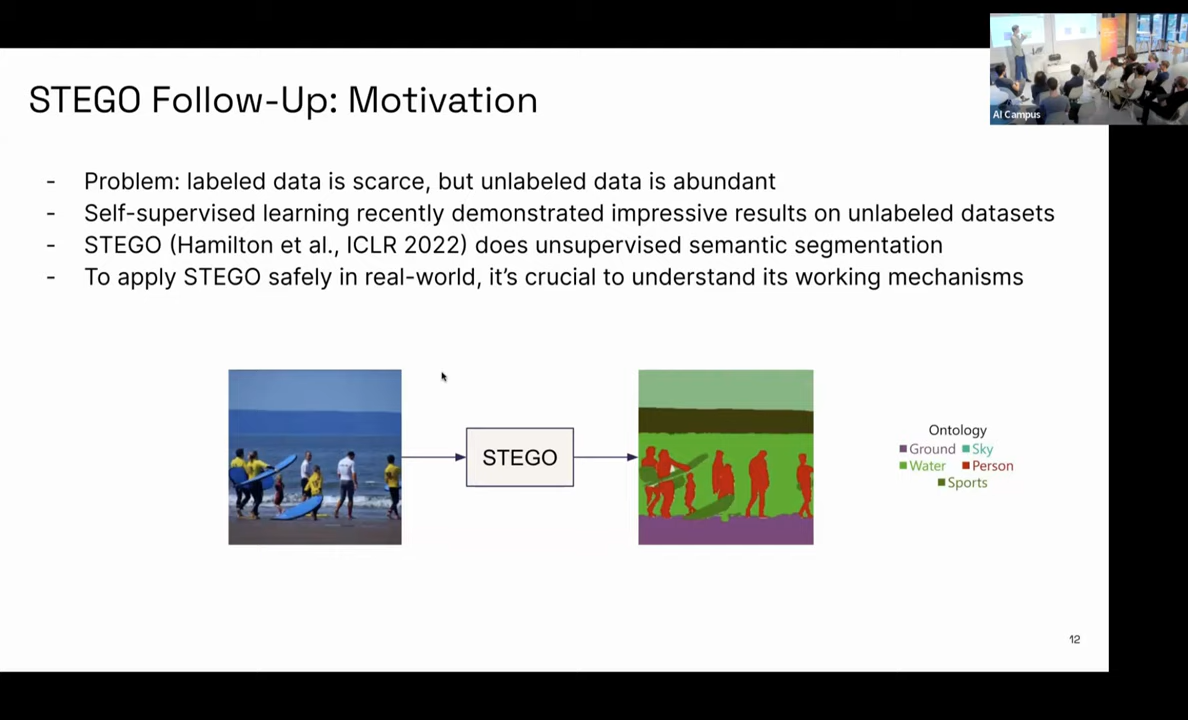 STEGO Follow-Up: Motivation
AI Campus
- Problem: labeled data is scarce, but unlabeled data is abundant
- Self-supervised learning recently demonstrated impressive results on unlabeled datasets
- STEGO (Hamilton et al., ICLR 2022) does unsupervised semantic segmentation
- To apply STEGO safely in real-world, it's crucial to understand its working mechanisms
STEGO
Ontology
Ground Sky
Water Person
Sports
12